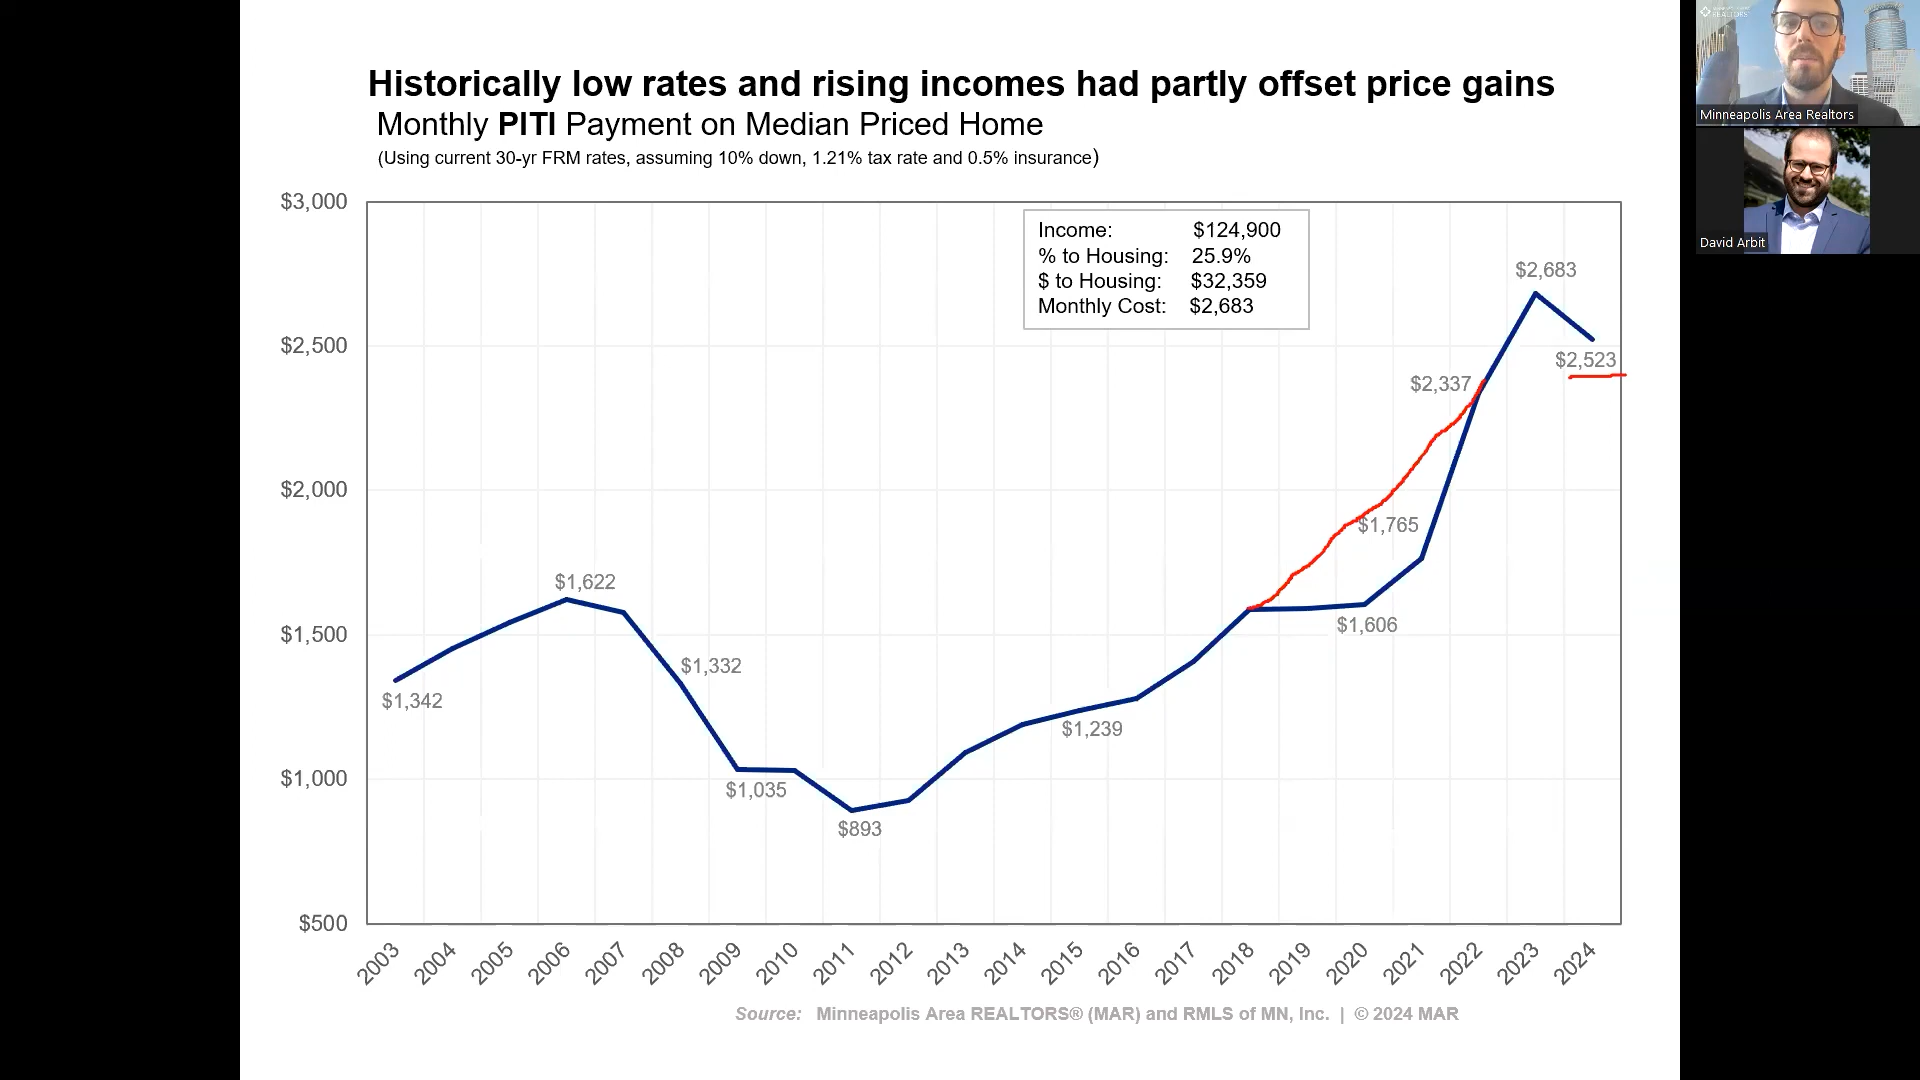 Historically low rates and rising incomes had partly offset price gains
Monthly PITI Payment on Median Priced Home
(Using current 30-yr FRM rates, assuming 10% down, 1.21% tax rate and 0.5% insurance)
$3,000
$2,500
$2,000
$1,500
$1,000
$500
Income: $124,900
% to Housing: 25.9%
$ to Housing: $32,359
Monthly Cost: $2,683
$1,342
$1,622
$1,332
$1,035
$893
$1,239
$1,606
$1,765
$2,337
$2,683
$2,523
2003 2004 2005 2006 2007 2008 2009 2010 2011 2012 2013 2014 2015 2016 2017 2018 2019 2020 2021 2022 2023 2024
Source: Minneapolis Area REALTORS® (MAR) and RMLS of MN, Inc. | © 2024 MAR
REALTORS®
Minneapolis Area Realtors
David Arbit